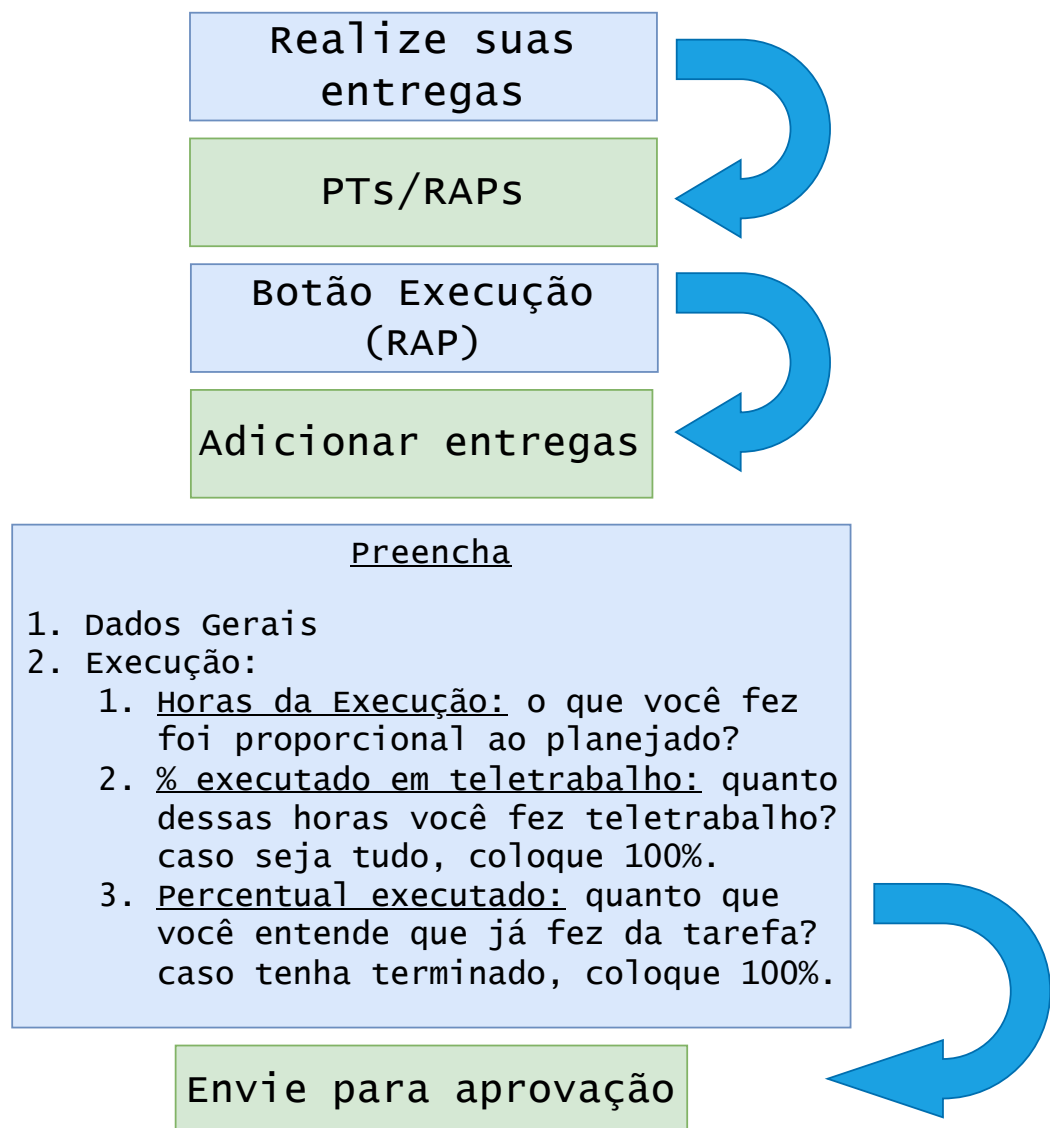 Realize suas
entregas
PTs/RAPs
Botão Execução
(RAP)
Adicionar entregas
Preencha
1. Dados Gerais
2. Execução:
1. Horas da Execução: o que você fez
foi proporcional ao planejado?
2. % executado em teletrabalho: quanto
dessas horas você fez teletrabalho?
caso seja tudo, coloque 100%.
3. Percentual executado: quanto que
você entende que já fez da tarefa?
caso tenha terminado, coloque 100%.
Envie para aprovação